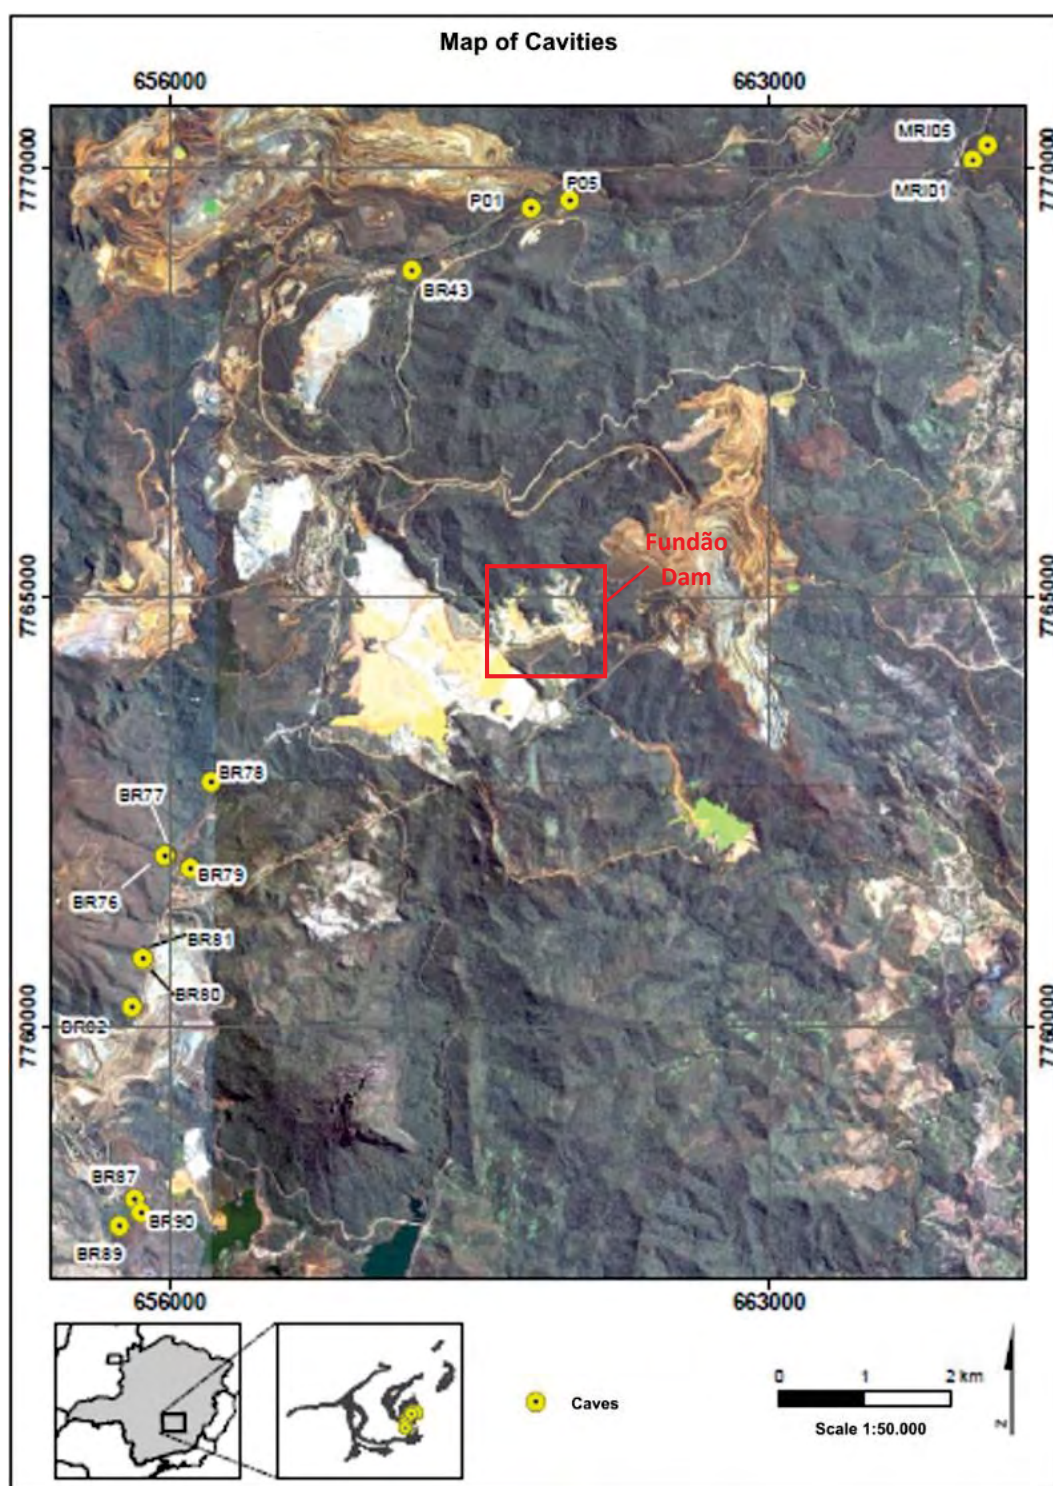 Map of Cavities
656000
663000
MRI05
7770000
7770000
P05
MRI01
P01
BR43
Fundão
Dam
7765000
7765000
BR78
BR77
BR79
BR76
BR81
BR80
BR82
7760000
7760000
BR87
BR90
BR89
656000
663000
0 1 2 km
Caves
Scale 1:50.000
N